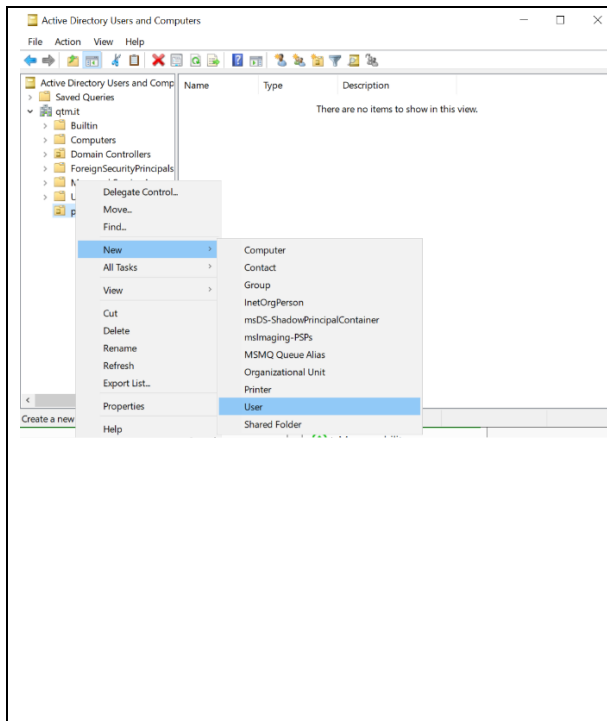 Active Directory Users and Computers
File Action View Help
Active Directory Users and Comp
Saved Queries
qtm.it
Builtin
Computers
Domain Controllers
ForeignSecurityPrincipals
Name Type Description
There are no items to show in this view.
Delegate Control...
Move...
Find...
New
All Tasks
View
Cut
Delete
Rename
Refresh
Export List...
Properties
Help
Computer
Contact
Group
InetOrgPerson
msDS-ShadowPrincipalContainer
msImaging-PSPs
MSMQ Queue Alias
Organizational Unit
Printer
User
Shared Folder
Create a new